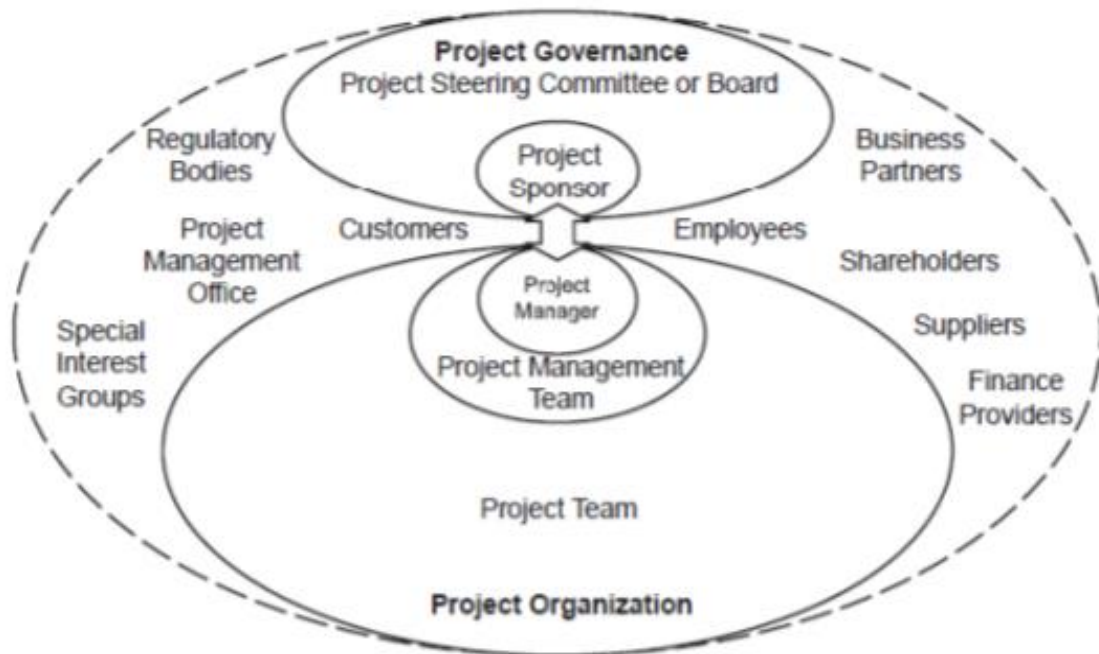 Project Governance
Project Steering Committee or Board
Regulatory
Bodies
Business
Partners
Project
Sponsor
Project
Management
Office
Customers
Employees
Shareholders
Project
Manager
Special
Interest
Groups
Suppliers
Project Management
Team
Finance
Providers
Project Team
Project Organization